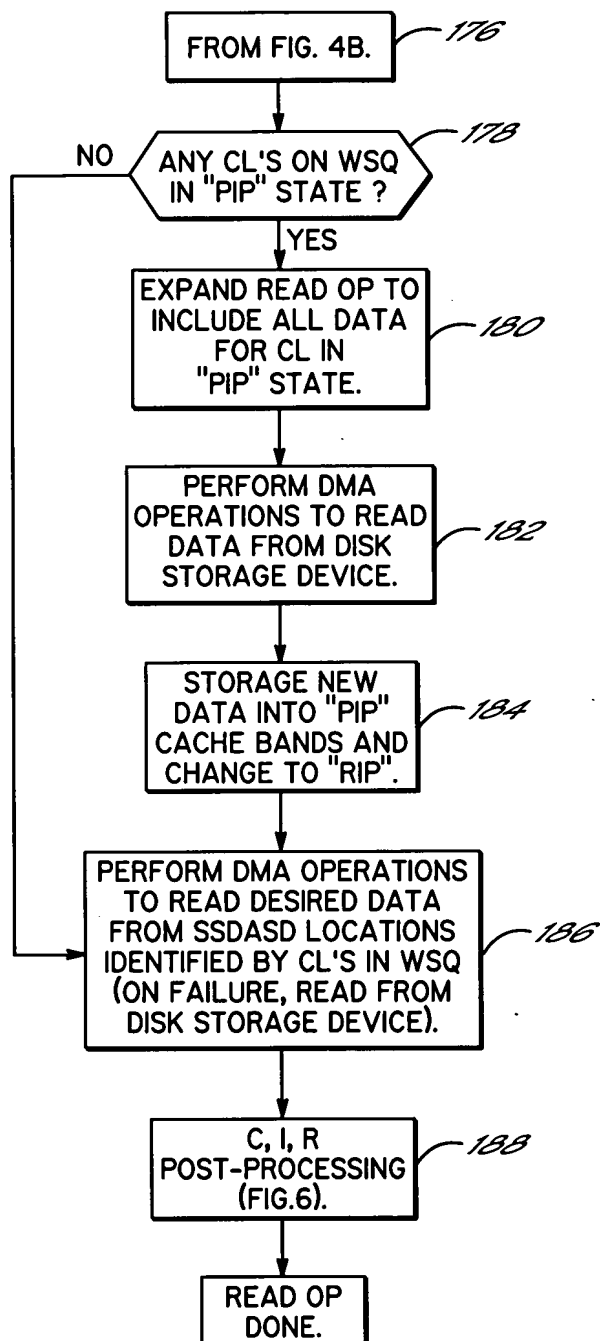 FROM FIG. 4B.
176
178
NO
ANY CL'S ON WSQ
IN "PIP" STATE ?
YES
EXPAND READ OP TO
INCLUDE ALL DATA
FOR CL IN
"PIP" STATE.
180
PERFORM DMA
OPERATIONS TO READ
DATA FROM DISK
STORAGE DEVICE.
182
STORAGE NEW
DATA INTO "PIP"
CACHE BANDS AND
CHANGE TO "RIP".
184
PERFORM DMA OPERATIONS
TO READ DESIRED DATA
FROM SSDASD LOCATIONS
IDENTIFIED BY CL'S IN WSQ
(ON FAILURE, READ FROM
DISK STORAGE DEVICE).
186
C, I, R
POST-PROCESSING
(FIG.6).
188
READ OP
DONE.